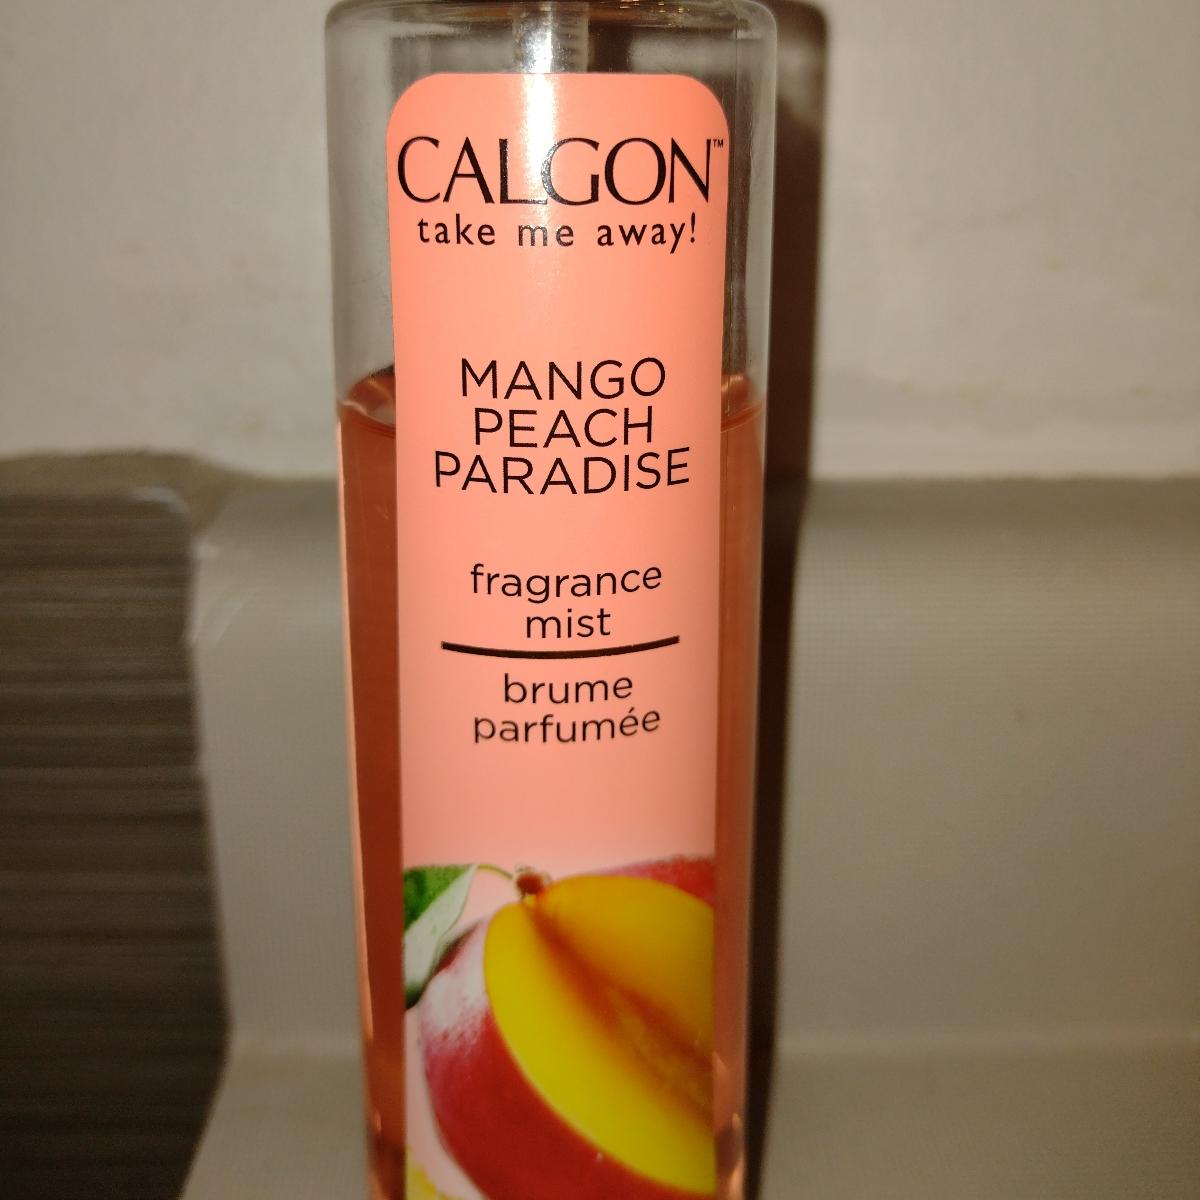 CALGON™
take me away!
MANGO
PEACH
PARADISE
fragrance
mist
brume
parfumée